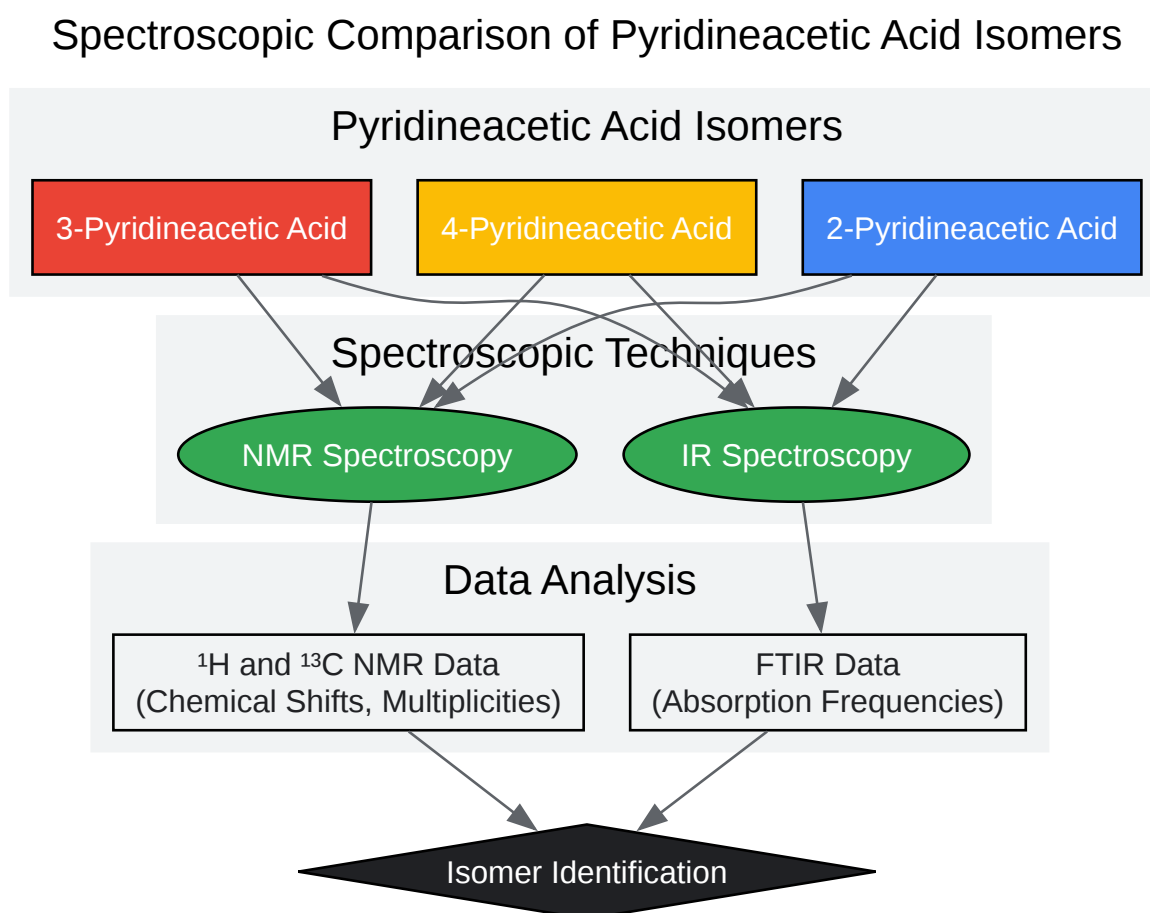 Spectroscopic Comparison of Pyridineacetic Acid Isomers
Pyridineacetic Acid Isomers
3-Pyridineacetic Acid
4-Pyridineacetic Acid
2-Pyridineacetic Acid
Spectroscopic Techniques
NMR Spectroscopy
IR Spectroscopy
Data Analysis
¹H and ¹³C NMR Data
(Chemical Shifts, Multiplicities)
FTIR Data
(Absorption Frequencies)
Isomer Identification